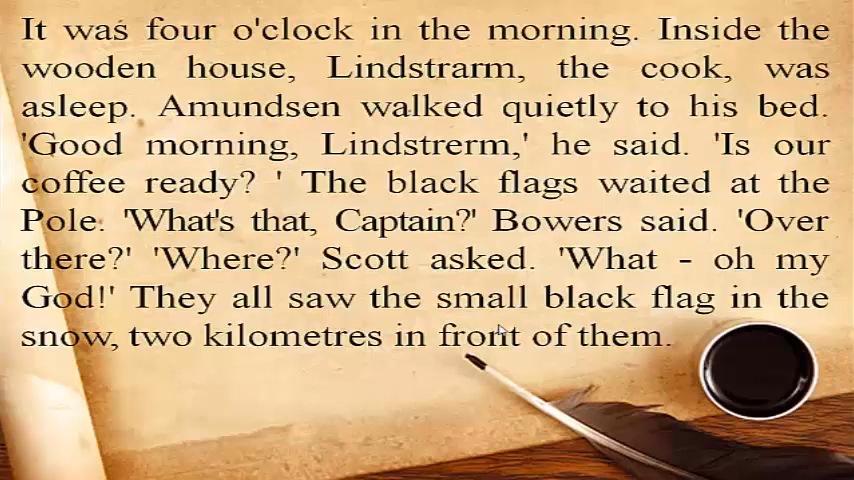 It was four o'clock in the morning. Inside the
wooden house, Lindstrarm, the cook, was
asleep. Amundsen walked quietly to his bed.
'Good morning, Lindstrerm,' he said. 'Is our
coffee ready? ' The black flags waited at the
Pole. 'What's that, Captain?' Bowers said. 'Over
there?' 'Where?' Scott asked. 'What - oh my
God!' They all saw the small black flag in the
snow, two kilometres in front of them.